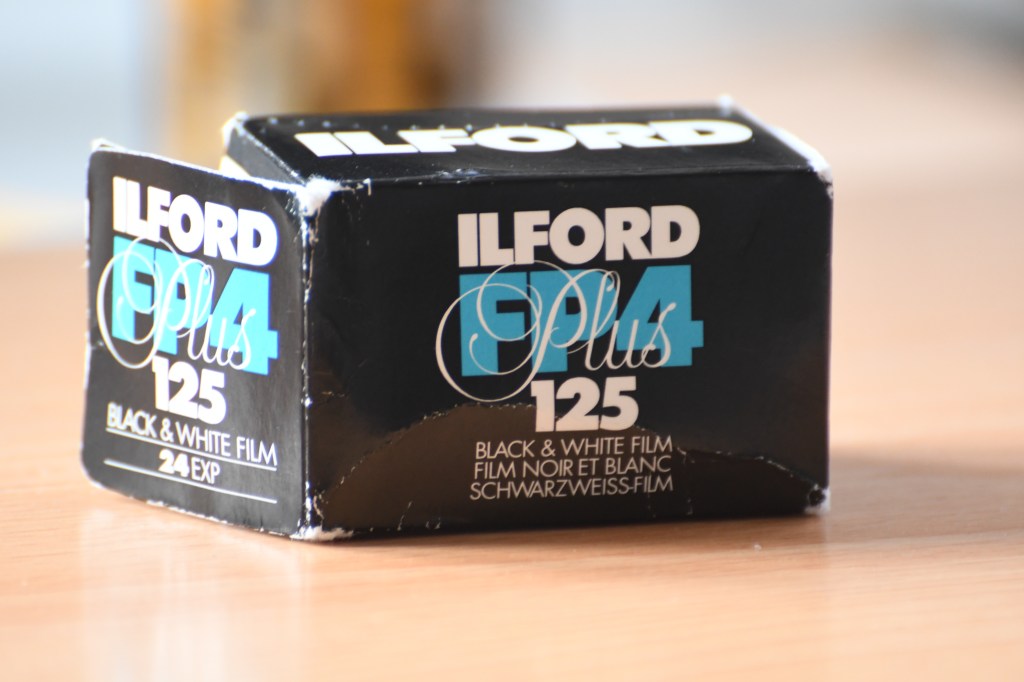 ILFORD
ILFORD
FP4
Plus
125
BLACK & WHITE FILM
24 EXP
ILFORD
FP4
Plus
125
BLACK & WHITE FILM
FILM NOIR ET BLANC
SCHWARZWEISS-FILM